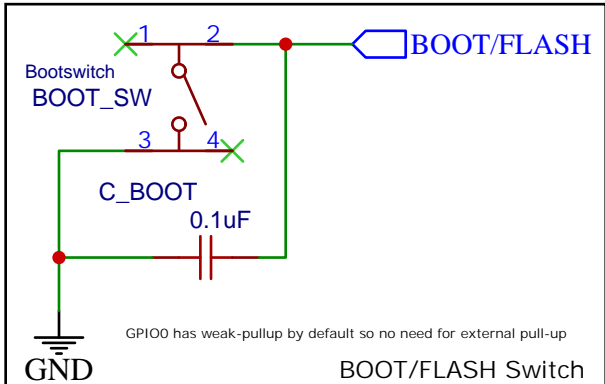 1 2
BOOT/FLASH
Bootswitch
BOOT_SW
3 4
C_BOOT
0.1uF
GPIO0 has weak-pullup by default so no need for external pull-up
GND
BOOT/FLASH Switch